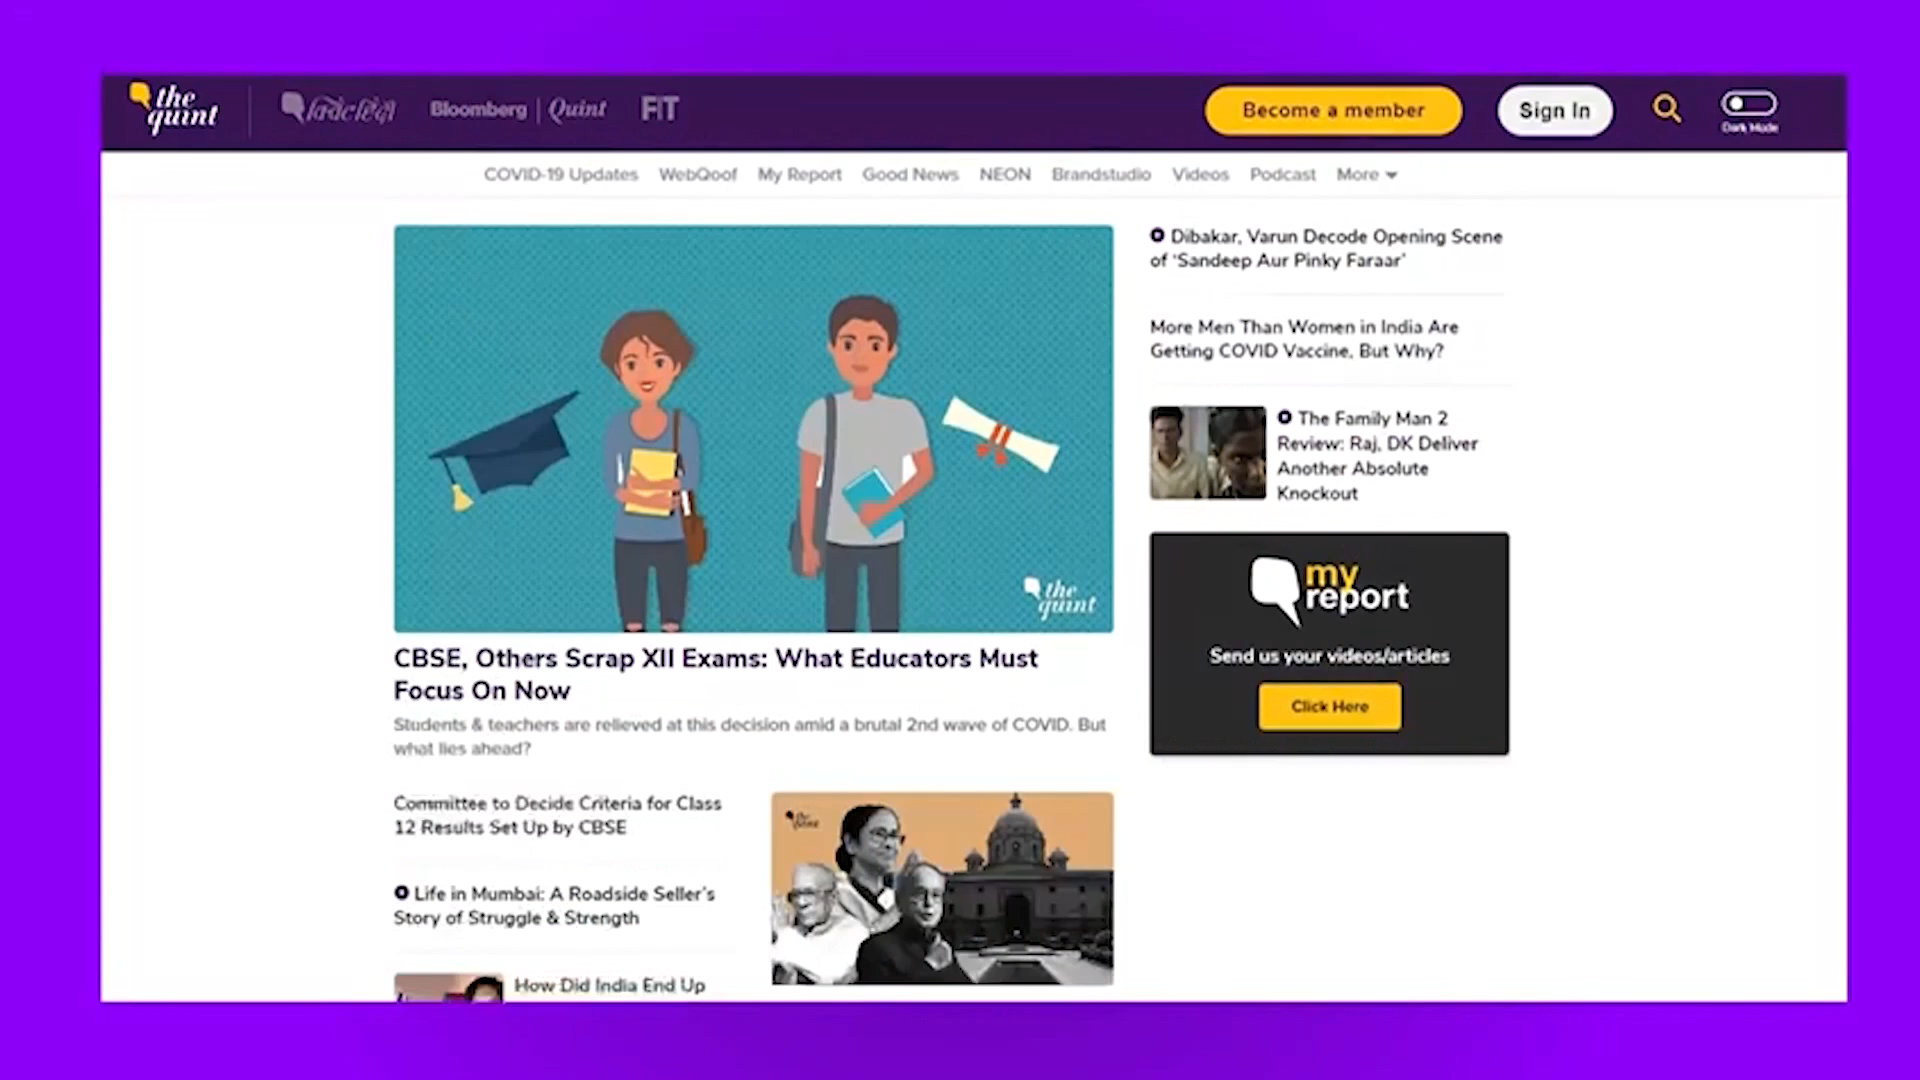 the
quint
क्विंट हिंदी
Bloomberg | Quint
FIT
Become a member
Sign In
Dark Mode
COVID-19 Updates WebQoof My Report Good News NEON Brandstudio Videos Podcast More
the
quint
CBSE, Others Scrap XII Exams: What Educators Must
Focus On Now
Students & teachers are relieved at this decision amid a brutal 2nd wave of COVID. But
what lies ahead?
Committee to Decide Criteria for Class
12 Results Set Up by CBSE
Life in Mumbai: A Roadside Seller's
Story of Struggle & Strength
How Did India End Up
the
quint
Dibakar, Varun Decode Opening Scene
of 'Sandeep Aur Pinky Faraar'
More Men Than Women in India Are
Getting COVID Vaccine, But Why?
The Family Man 2
Review: Raj, DK Deliver
Another Absolute
Knockout
my
report
Send us your videos/articles
Click Here